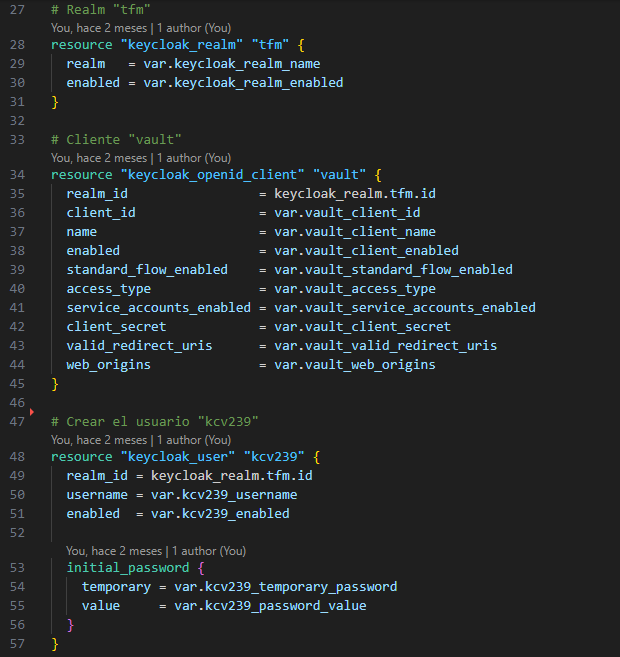 27 # Realm "tfm"
You, hace 2 meses | 1 author (You)
28 resource "keycloak_realm" "tfm" {
29   realm   = var.keycloak_realm_name
30   enabled = var.keycloak_realm_enabled
31 }
32
33 # Cliente "vault"
You, hace 2 meses | 1 author (You)
34 resource "keycloak_openid_client" "vault" {
35   realm_id                 = keycloak_realm.tfm.id
36   client_id                = var.vault_client_id
37   name                     = var.vault_client_name
38   enabled                  = var.vault_client_enabled
39   standard_flow_enabled    = var.vault_standard_flow_enabled
40   access_type              = var.vault_access_type
41   service_accounts_enabled = var.vault_service_accounts_enabled
42   client_secret            = var.vault_client_secret
43   valid_redirect_uris      = var.vault_valid_redirect_uris
44   web_origins              = var.vault_web_origins
45 }
46
47 # Crear el usuario "kcv239"
You, hace 2 meses | 1 author (You)
48 resource "keycloak_user" "kcv239" {
49   realm_id = keycloak_realm.tfm.id
50   username = var.kcv239_username
51   enabled  = var.kcv239_enabled
52
You, hace 2 meses | 1 author (You)
53   initial_password {
54     temporary = var.kcv239_temporary_password
55     value     = var.kcv239_password_value
56   }
57 }